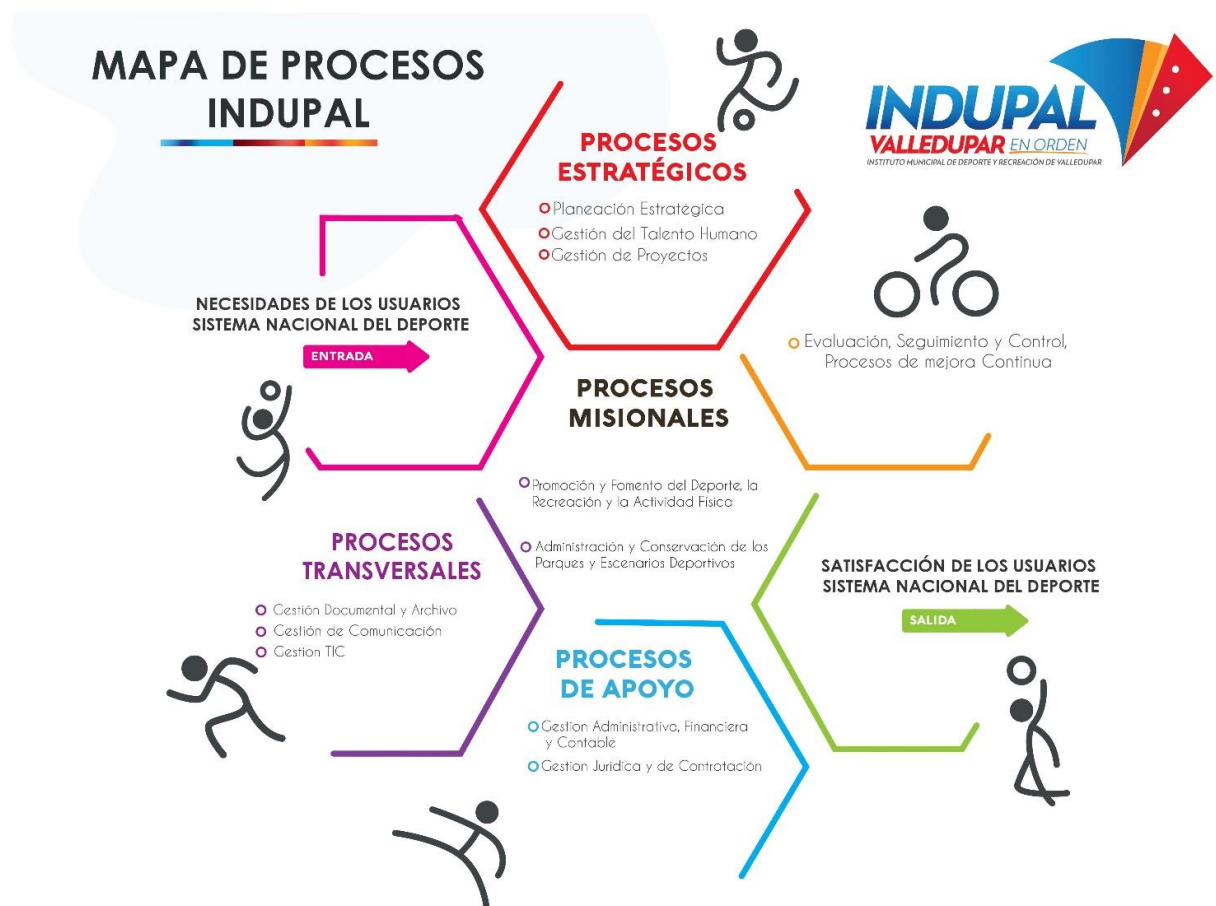 MAPA DE PROCESOS
INDUPAL
INDUPAL
VALLEDUPAR EN ORDEN
INSTITUTO MUNICIPAL DE DEPORTE Y RECREACIÓN DE VALLEDUPAR
PROCESOS
ESTRATÉGICOS
Planeación Estratégica
Gestión del Talento Humano
Gestión de Proyectos
NECESIDADES DE LOS USUARIOS
SISTEMA NACIONAL DEL DEPORTE
ENTRADA
Evaluación, Seguimiento y Control,
Procesos de mejora Continua
PROCESOS
MISIONALES
Promoción y Fomento del Deporte, la
Recreación y la Actividad Física
Administración y Conservación de los
Parques y Escenarios Deportivos
PROCESOS
TRANSVERSALES
Gestión Documental y Archivo
Gestión de Comunicación
Gestion TIC
SATISFACCIÓN DE LOS USUARIOS
SISTEMA NACIONAL DEL DEPORTE
SALIDA
PROCESOS
DE APOYO
Gestion Administrativa, Financiera
y Contable
Gestion Juridica y de Contratación